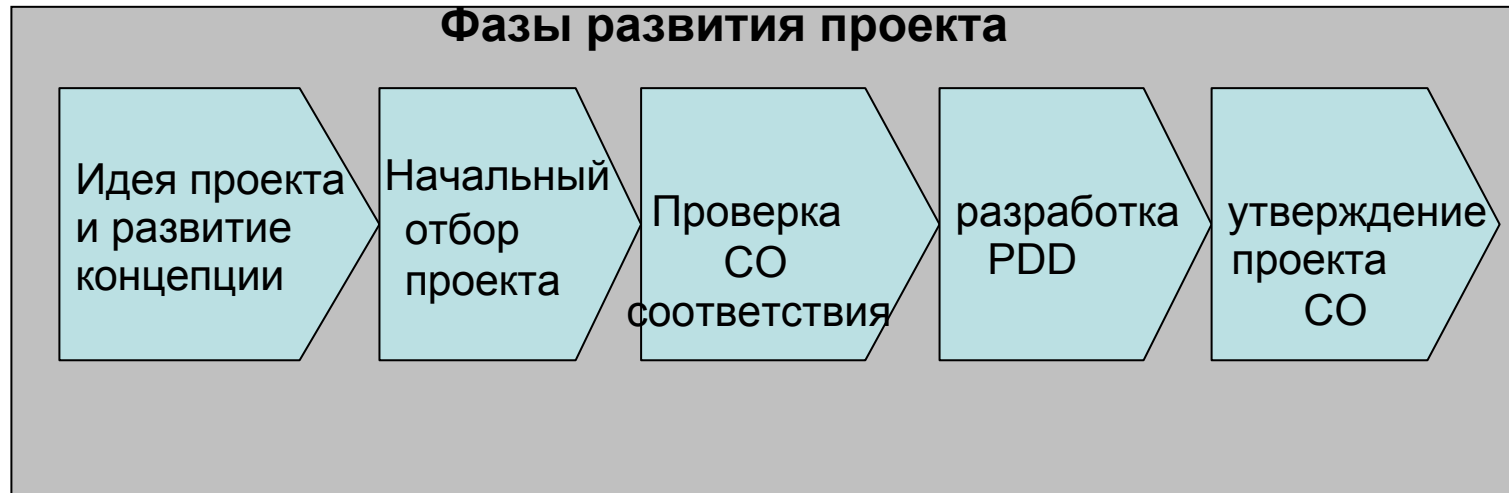 Фазы развития проекта
Идея проекта
и развитие
концепции
Начальный
отбор
проекта
Проверка
СО
соответствия
разработка
PDD
утверждение
проекта
СО